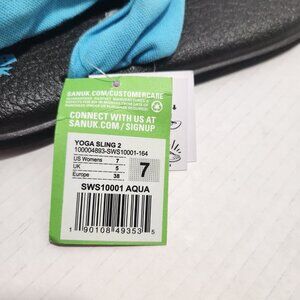 SANUK.COM/CUSTOMERCARE
CONNECT WITH US AT
SANUK.COM/SIGNUP
YOGA SLING 2
100004893-SWS10001-164
US Womens 7
UK 5
Europe 38
7
SWS10001 AQUA
1 90108 49353 5